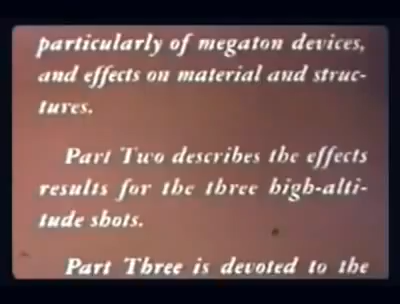 particularly of megaton devices,
and effects on material and struc-
tures.
Part Two describes the effects
results for the three high-alti-
tude shots.
Part Three is devoted to the